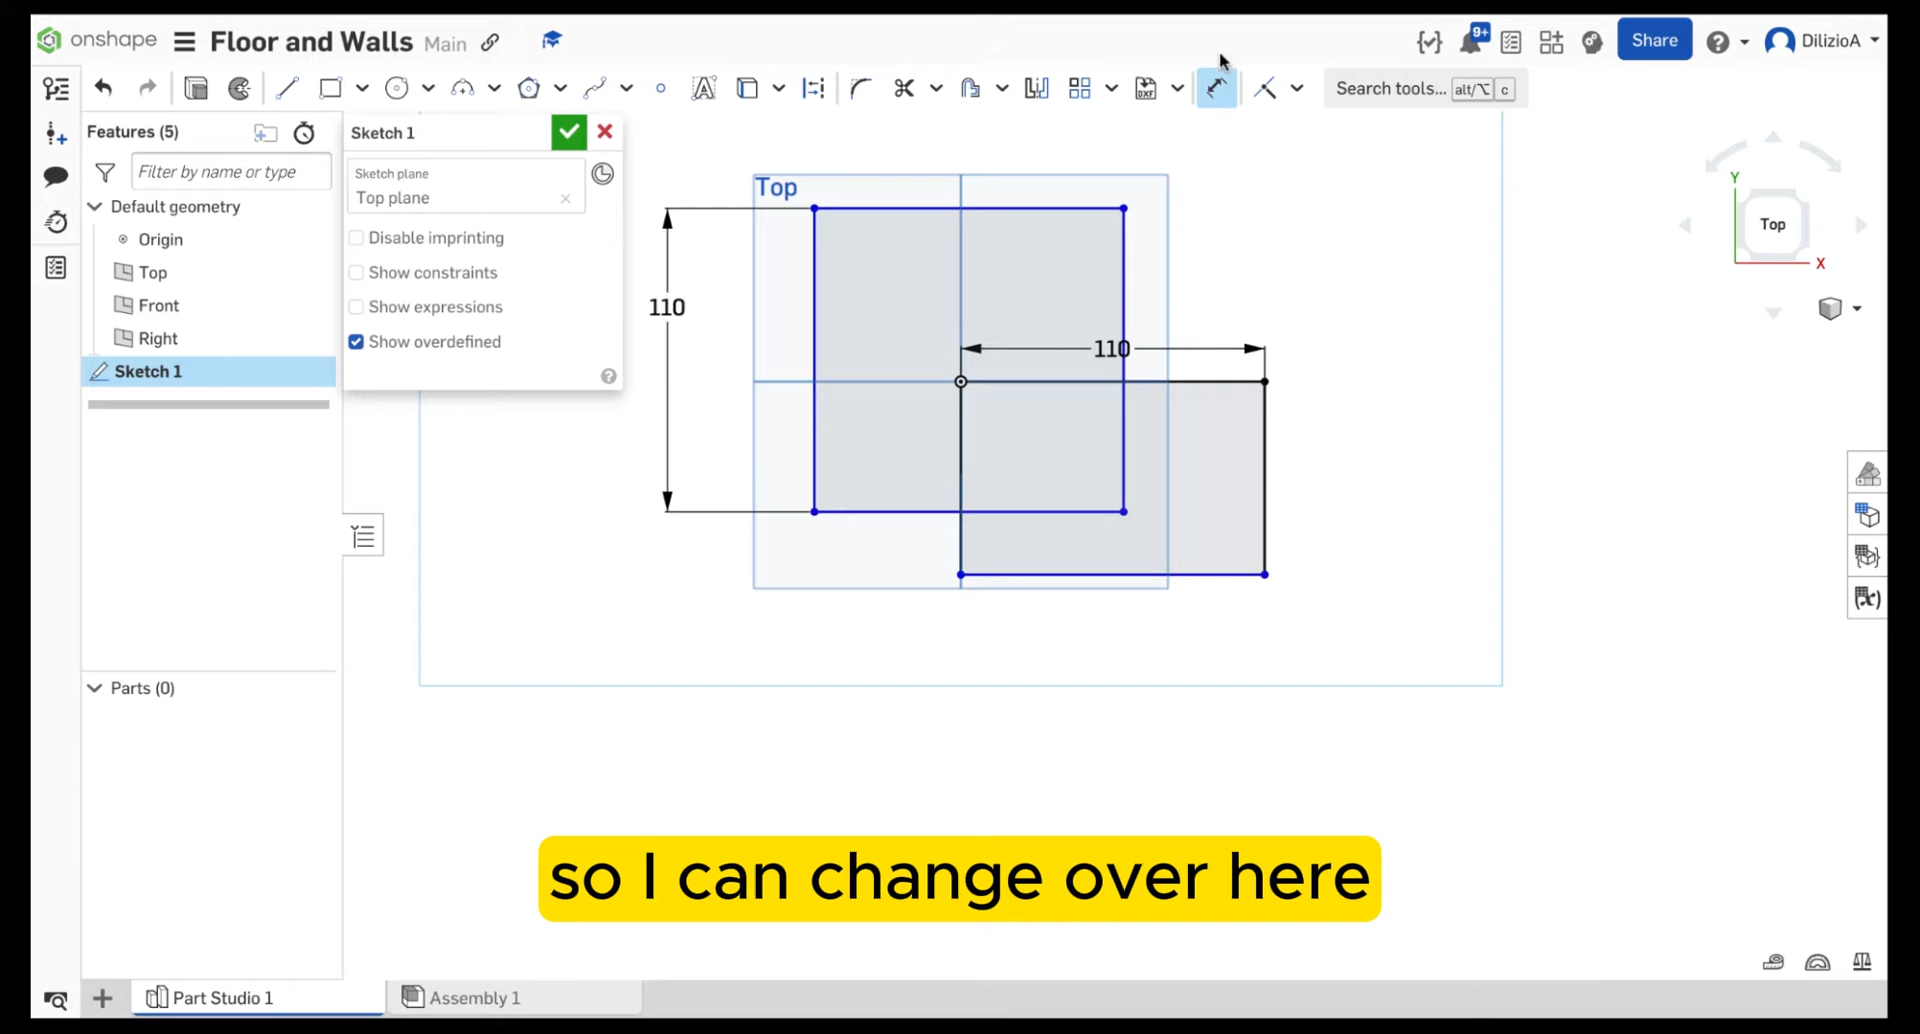 onshape Floor and Walls Main 9+ Share DilizioA
DXF Search tools... alt/⌥ c
Features (5)
Filter by name or type
Default geometry
Origin
Top
Front
Right
Sketch 1
Parts (0)
Sketch 1
Sketch plane
Top plane
Disable imprinting
Show constraints
Show expressions
Show overdefined
Top
110
110
Y
Top
X
so I can change over here
Part Studio 1
Assembly 1